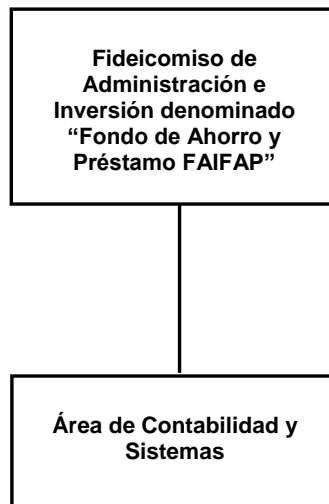 Fideicomiso de
Administración e
Inversión denominado
“Fondo de Ahorro y
Préstamo FAIFAP”
Área de Contabilidad y
Sistemas